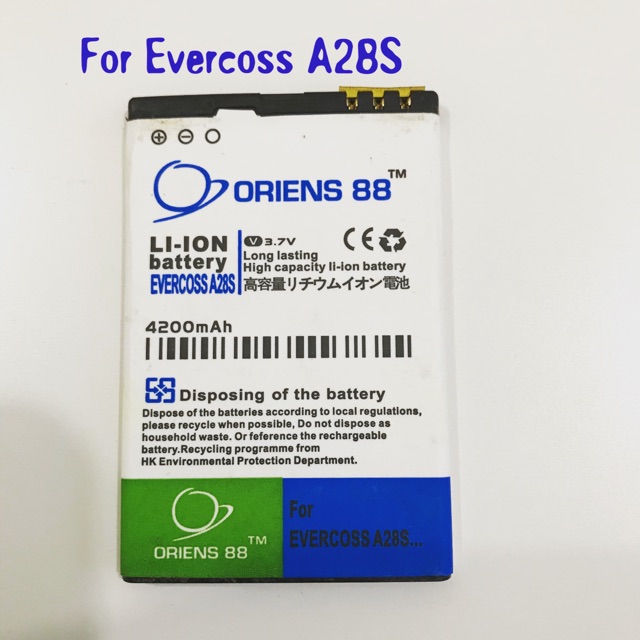 For Evercoss A28S
ORIENS 88™
LI-ION
battery
EVERCOSS A28S
V 3.7V
Long lasting
High capacity li-ion battery
高容量リチウムイオン電池
4200mAh
Disposing of the battery
Dispose of the batteries according to local regulations,
please recycle when possible, Do not dispose as
household waste. Or reference the rechargeable
battery.Recycling programme from
HK Environmental Protection Department.
ORIENS 88™
For
EVERCOSS A28S...